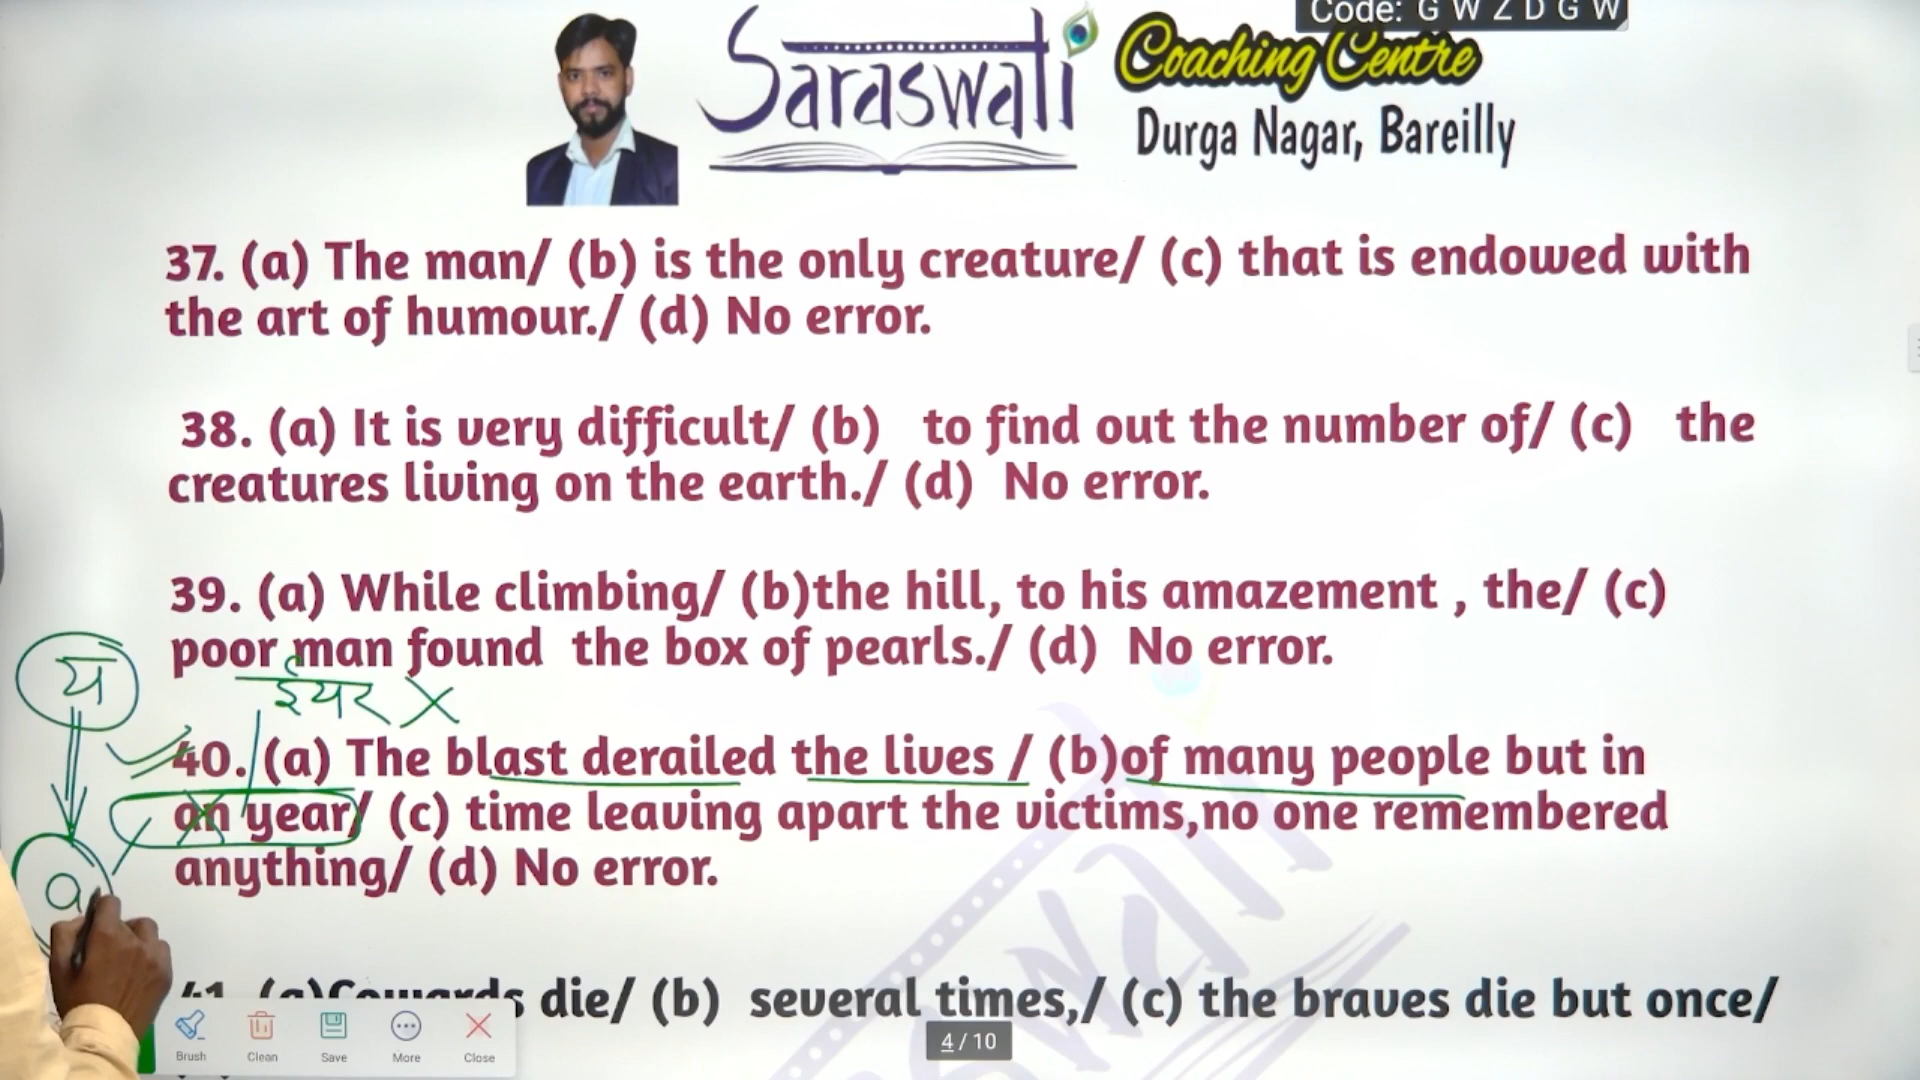 Code: G W Z D G W
Saraswati
Coaching Centre
Durga Nagar, Bareilly
37. (a) The man/ (b) is the only creature/ (c) that is endowed with
the art of humour./ (d) No error.
38. (a) It is very difficult/ (b) to find out the number of/ (c) the
creatures living on the earth./ (d) No error.
39. (a) While climbing/ (b)the hill, to his amazement , the/ (c)
poor man found the box of pearls./ (d) No error.
य
ईयर X
40. (a) The blast derailed the lives / (b)of many people but in
an year/ (c) time leaving apart the victims,no one remembered
anything/ (d) No error.
a
41. (a)Cowards die/ (b) several times,/ (c) the braves die but once/
Brush Clean Save More Close
4 / 10